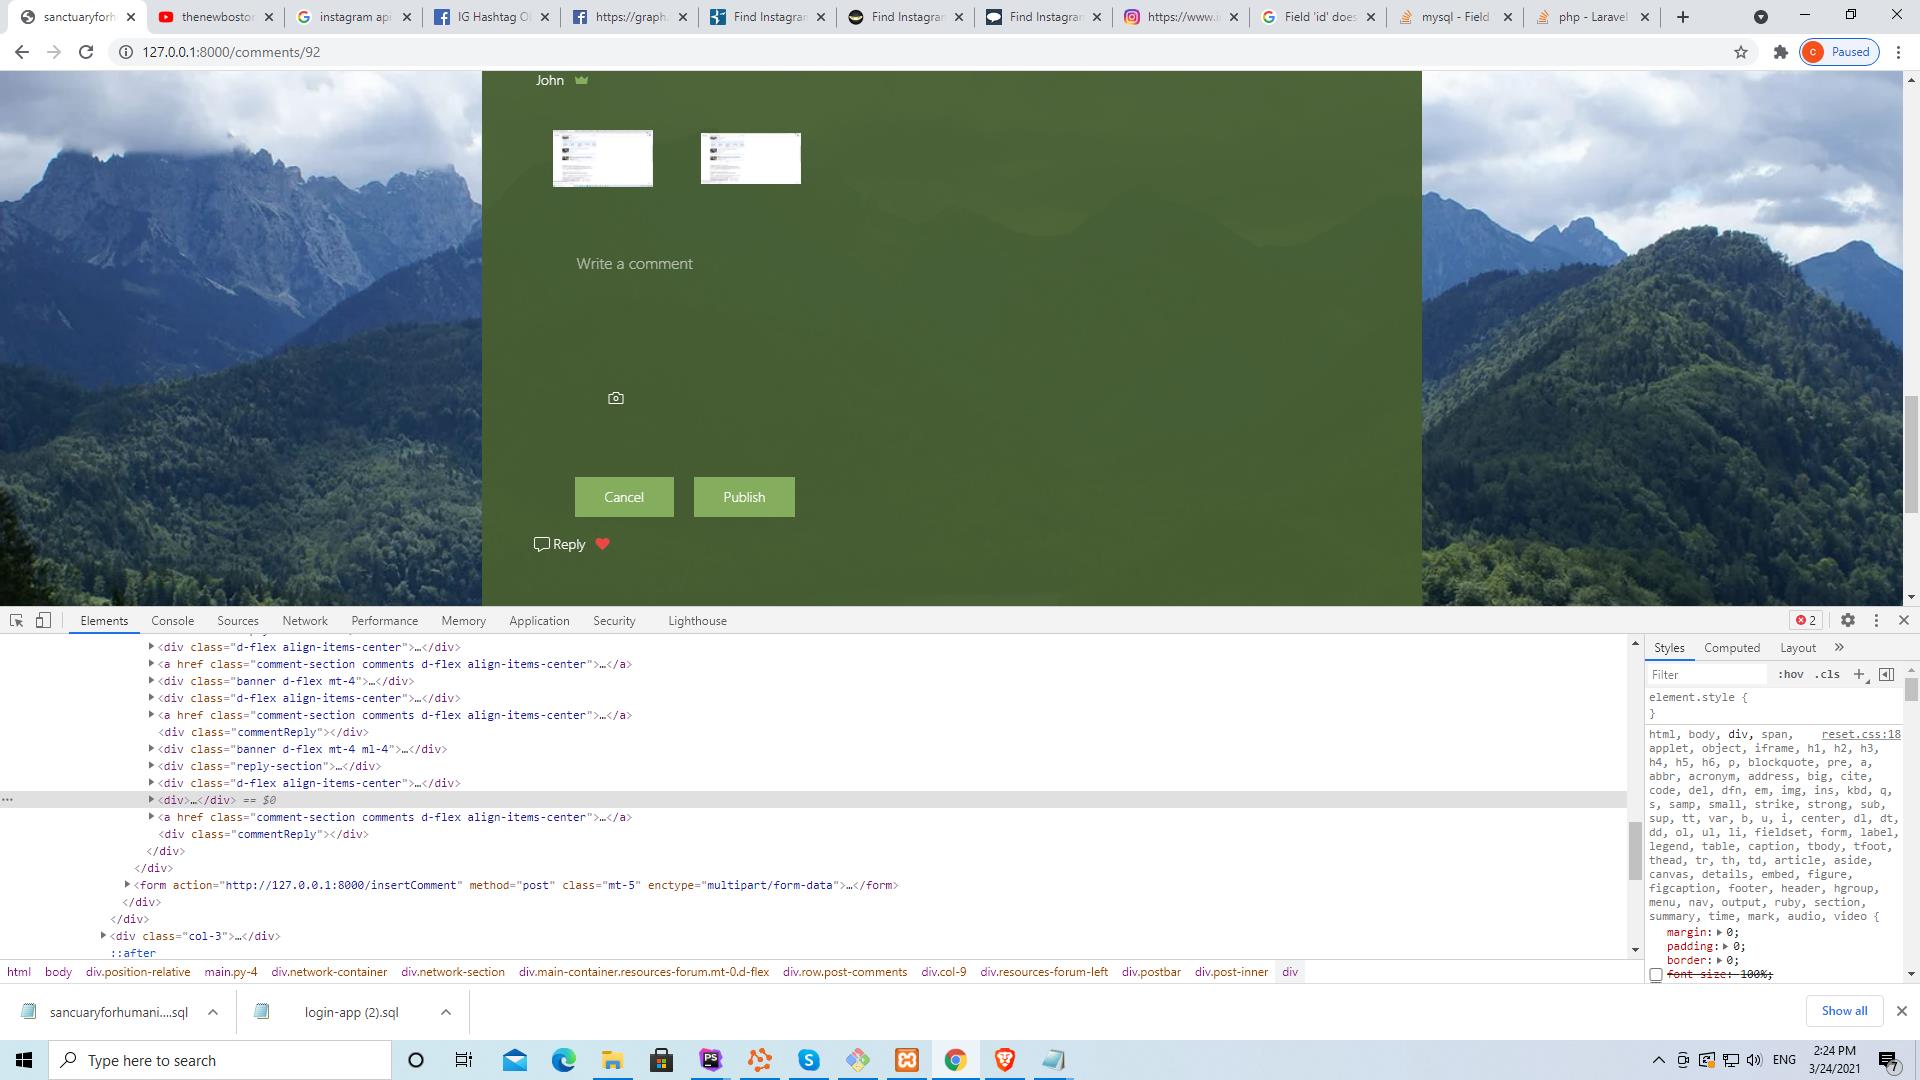 sanctuaryforh
thenewbostor
instagram api
IG Hashtag O
https://graph.
Find Instagram
Find Instagram
Find Instagram
https://www.i
Field 'id' does
mysql - Field
php - Laravel
127.0.0.1:8000/comments/92
C
Paused
John
Write a comment
Cancel
Publish
Reply
Elements Console Sources Network Performance Memory Application Security Lighthouse
2
<div class="d-flex align-items-center">…</div>
<a href class="comment-section comments d-flex align-items-center">…</a>
<div class="banner d-flex mt-4">…</div>
<div class="d-flex align-items-center">…</div>
<a href class="comment-section comments d-flex align-items-center">…</a>
<div class="commentReply"></div>
<div class="banner d-flex mt-4 ml-4">…</div>
<div class="reply-section">…</div>
<div class="d-flex align-items-center">…</div>
… <div>…</div> == $0
<a href class="comment-section comments d-flex align-items-center">…</a>
<div class="commentReply"></div>
</div>
</div>
<form action="http://127.0.0.1:8000/insertComment" method="post" class="mt-5" enctype="multipart/form-data">…</form>
</div>
</div>
<div class="col-3">…</div>
::after
html body div.position-relative main.py-4 div.network-container div.network-section div.main-container.resources-forum.mt-0.d-flex div.row.post-comments div.col-9 div.resources-forum-left div.postbar div.post-inner div
Styles Computed Layout »
Filter :hov .cls +
element.style {
}
html, body, div, span, reset.css:18
applet, object, iframe, h1, h2, h3,
h4, h5, h6, p, blockquote, pre, a,
abbr, acronym, address, big, cite,
code, del, dfn, em, img, ins, kbd, q,
s, samp, small, strike, strong, sub,
sup, tt, var, b, u, i, center, dl, dt,
dd, ol, ul, li, fieldset, form, label,
legend, table, caption, tbody, tfoot,
thead, tr, th, td, article, aside,
canvas, details, embed, figure,
figcaption, footer, header, hgroup,
menu, nav, output, ruby, section,
summary, time, mark, audio, video {
margin: 0;
padding: 0;
border: 0;
font-size: 100%;
sancuaryforhumani....sql
login-app (2).sql
Show all
Type here to search
PS
S
ENG
2:24 PM
3/24/2021
7